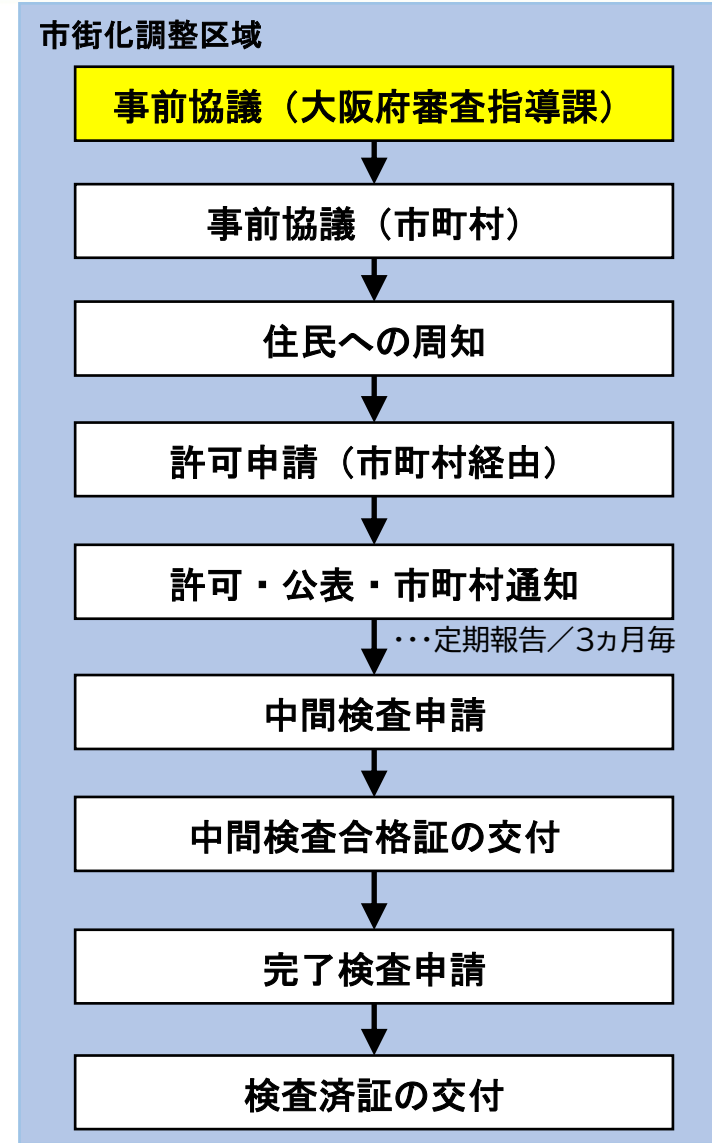 市街化調整区域
事前協議（大阪府審査指導課）
事前協議（市町村）
住民への周知
許可申請（市町村経由）
許可・公表・市町村通知
･･･定期報告／3ヵ月毎
中間検査申請
中間検査合格証の交付
完了検査申請
検査済証の交付